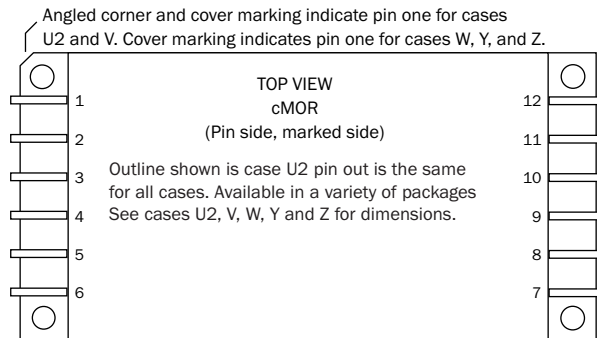 Angled corner and cover marking indicate pin one for cases
U2 and V. Cover marking indicates pin one for cases W, Y, and Z.
TOP VIEW
cMOR
(Pin side, marked side)
Outline shown is case U2 pin out is the same
for all cases. Available in a variety of packages
See cases U2, V, W, Y and Z for dimensions.
1
2
3
4
5
6
12
11
10
9
8
7